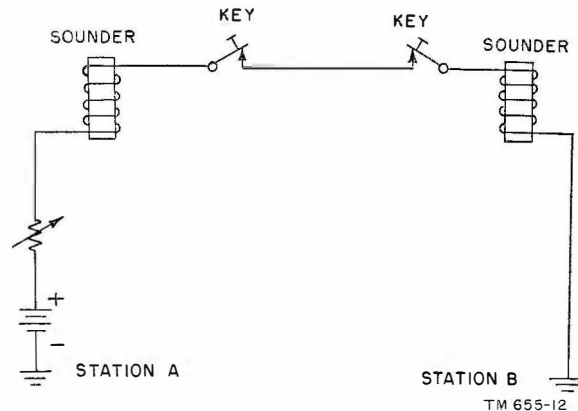 KEY
KEY
SOUNDER
SOUNDER
+
-
STATION A
STATION B
TM 655-12